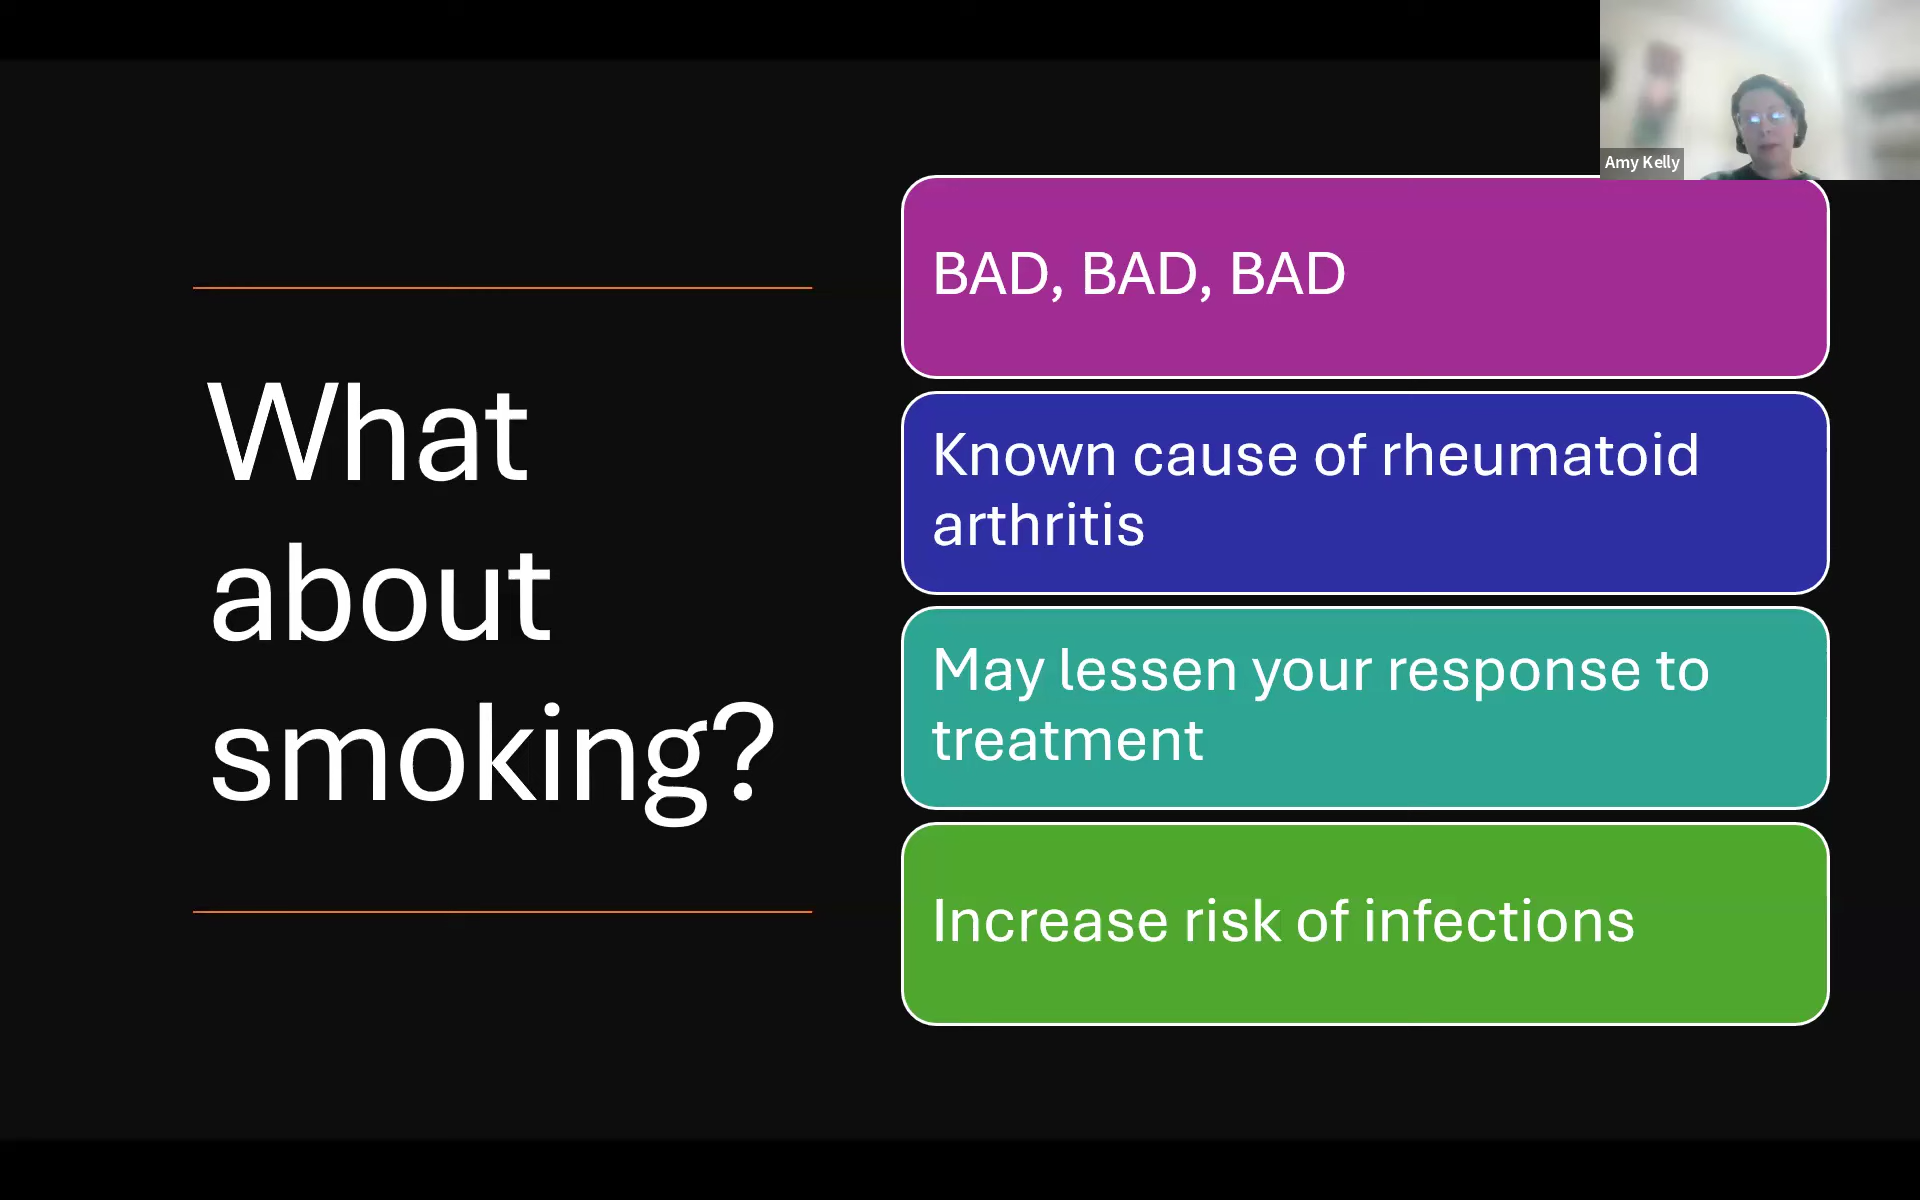 Amy Kelly
What
about
smoking?
BAD, BAD, BAD
Known cause of rheumatoid
arthritis
May lessen your response to
treatment
Increase risk of infections